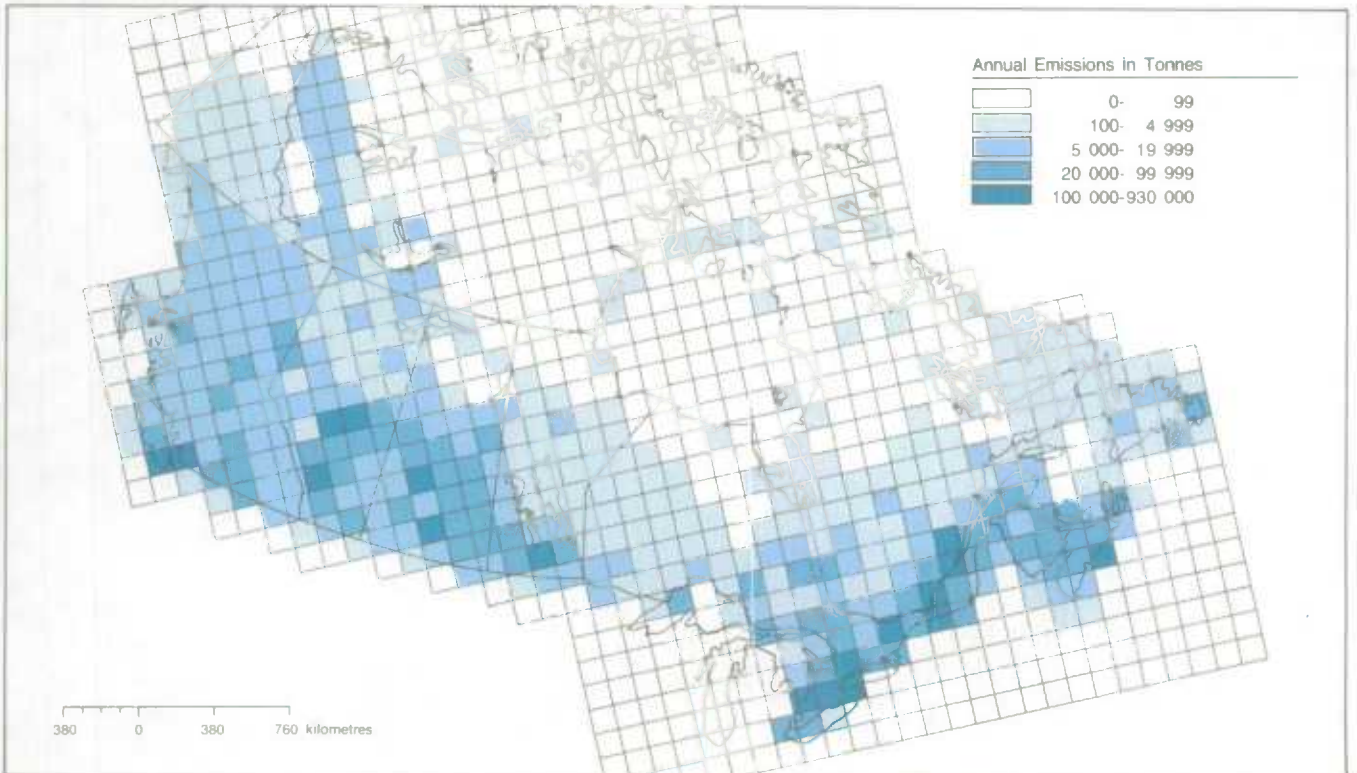 Annual Emissions in Tonnes
0- 99
100- 4 999
5 000- 19 999
20 000- 99 999
100 000-930 000
380 0 380 760 kilometres